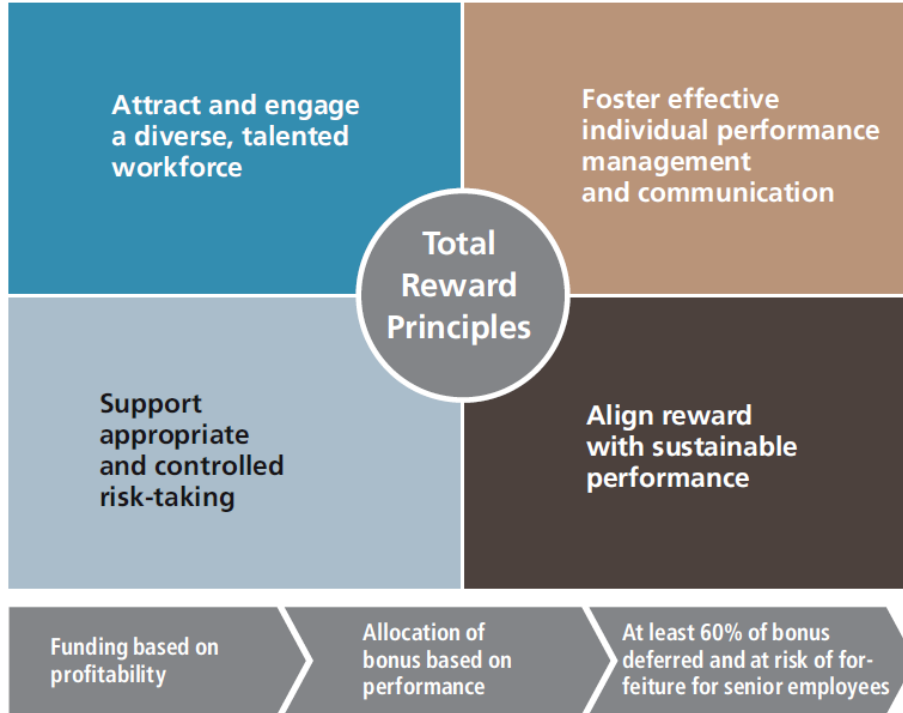 Attract and engage
a diverse, talented
workforce
Foster effective
individual performance
management
and communication
Total
Reward
Principles
Support
appropriate
and controlled
risk-taking
Align reward
with sustainable
performance
Funding based on
profitability
Allocation of
bonus based on
performance
At least 60% of bonus
deferred and at risk of for-
feiture for senior employees